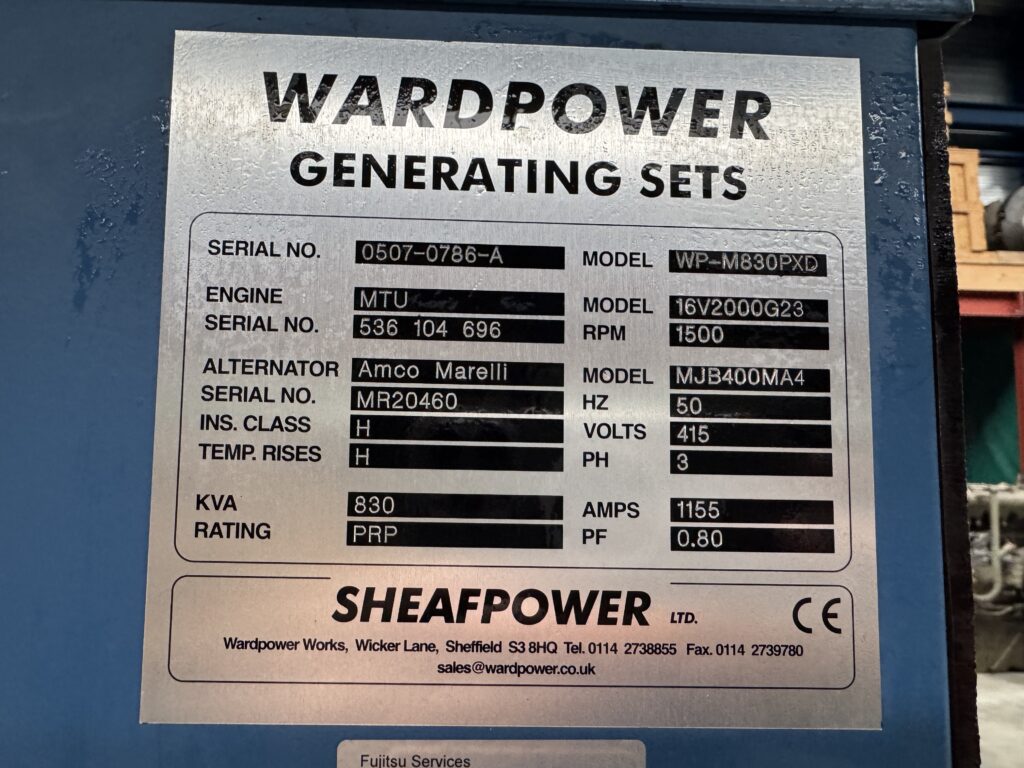 WARDPOWER
GENERATING SETS
SERIAL NO. 0507-0786-A MODEL WP-M830PXD
ENGINE MTU MODEL 16V2000G23
SERIAL NO. 536 104 696 RPM 1500
ALTERNATOR Amco Marelli MODEL MJB400MA4
SERIAL NO. MR20460 HZ 50
INS. CLASS H VOLTS 415
TEMP. RISES H PH 3
KVA 830 AMPS 1155
RATING PRP PF 0.80
SHEAFPOWER LTD. CE
Wardpower Works, Wicker Lane, Sheffield S3 8HQ Tel. 0114 2738855 Fax. 0114 2739780
sales@wardpower.co.uk
Fujitsu Services